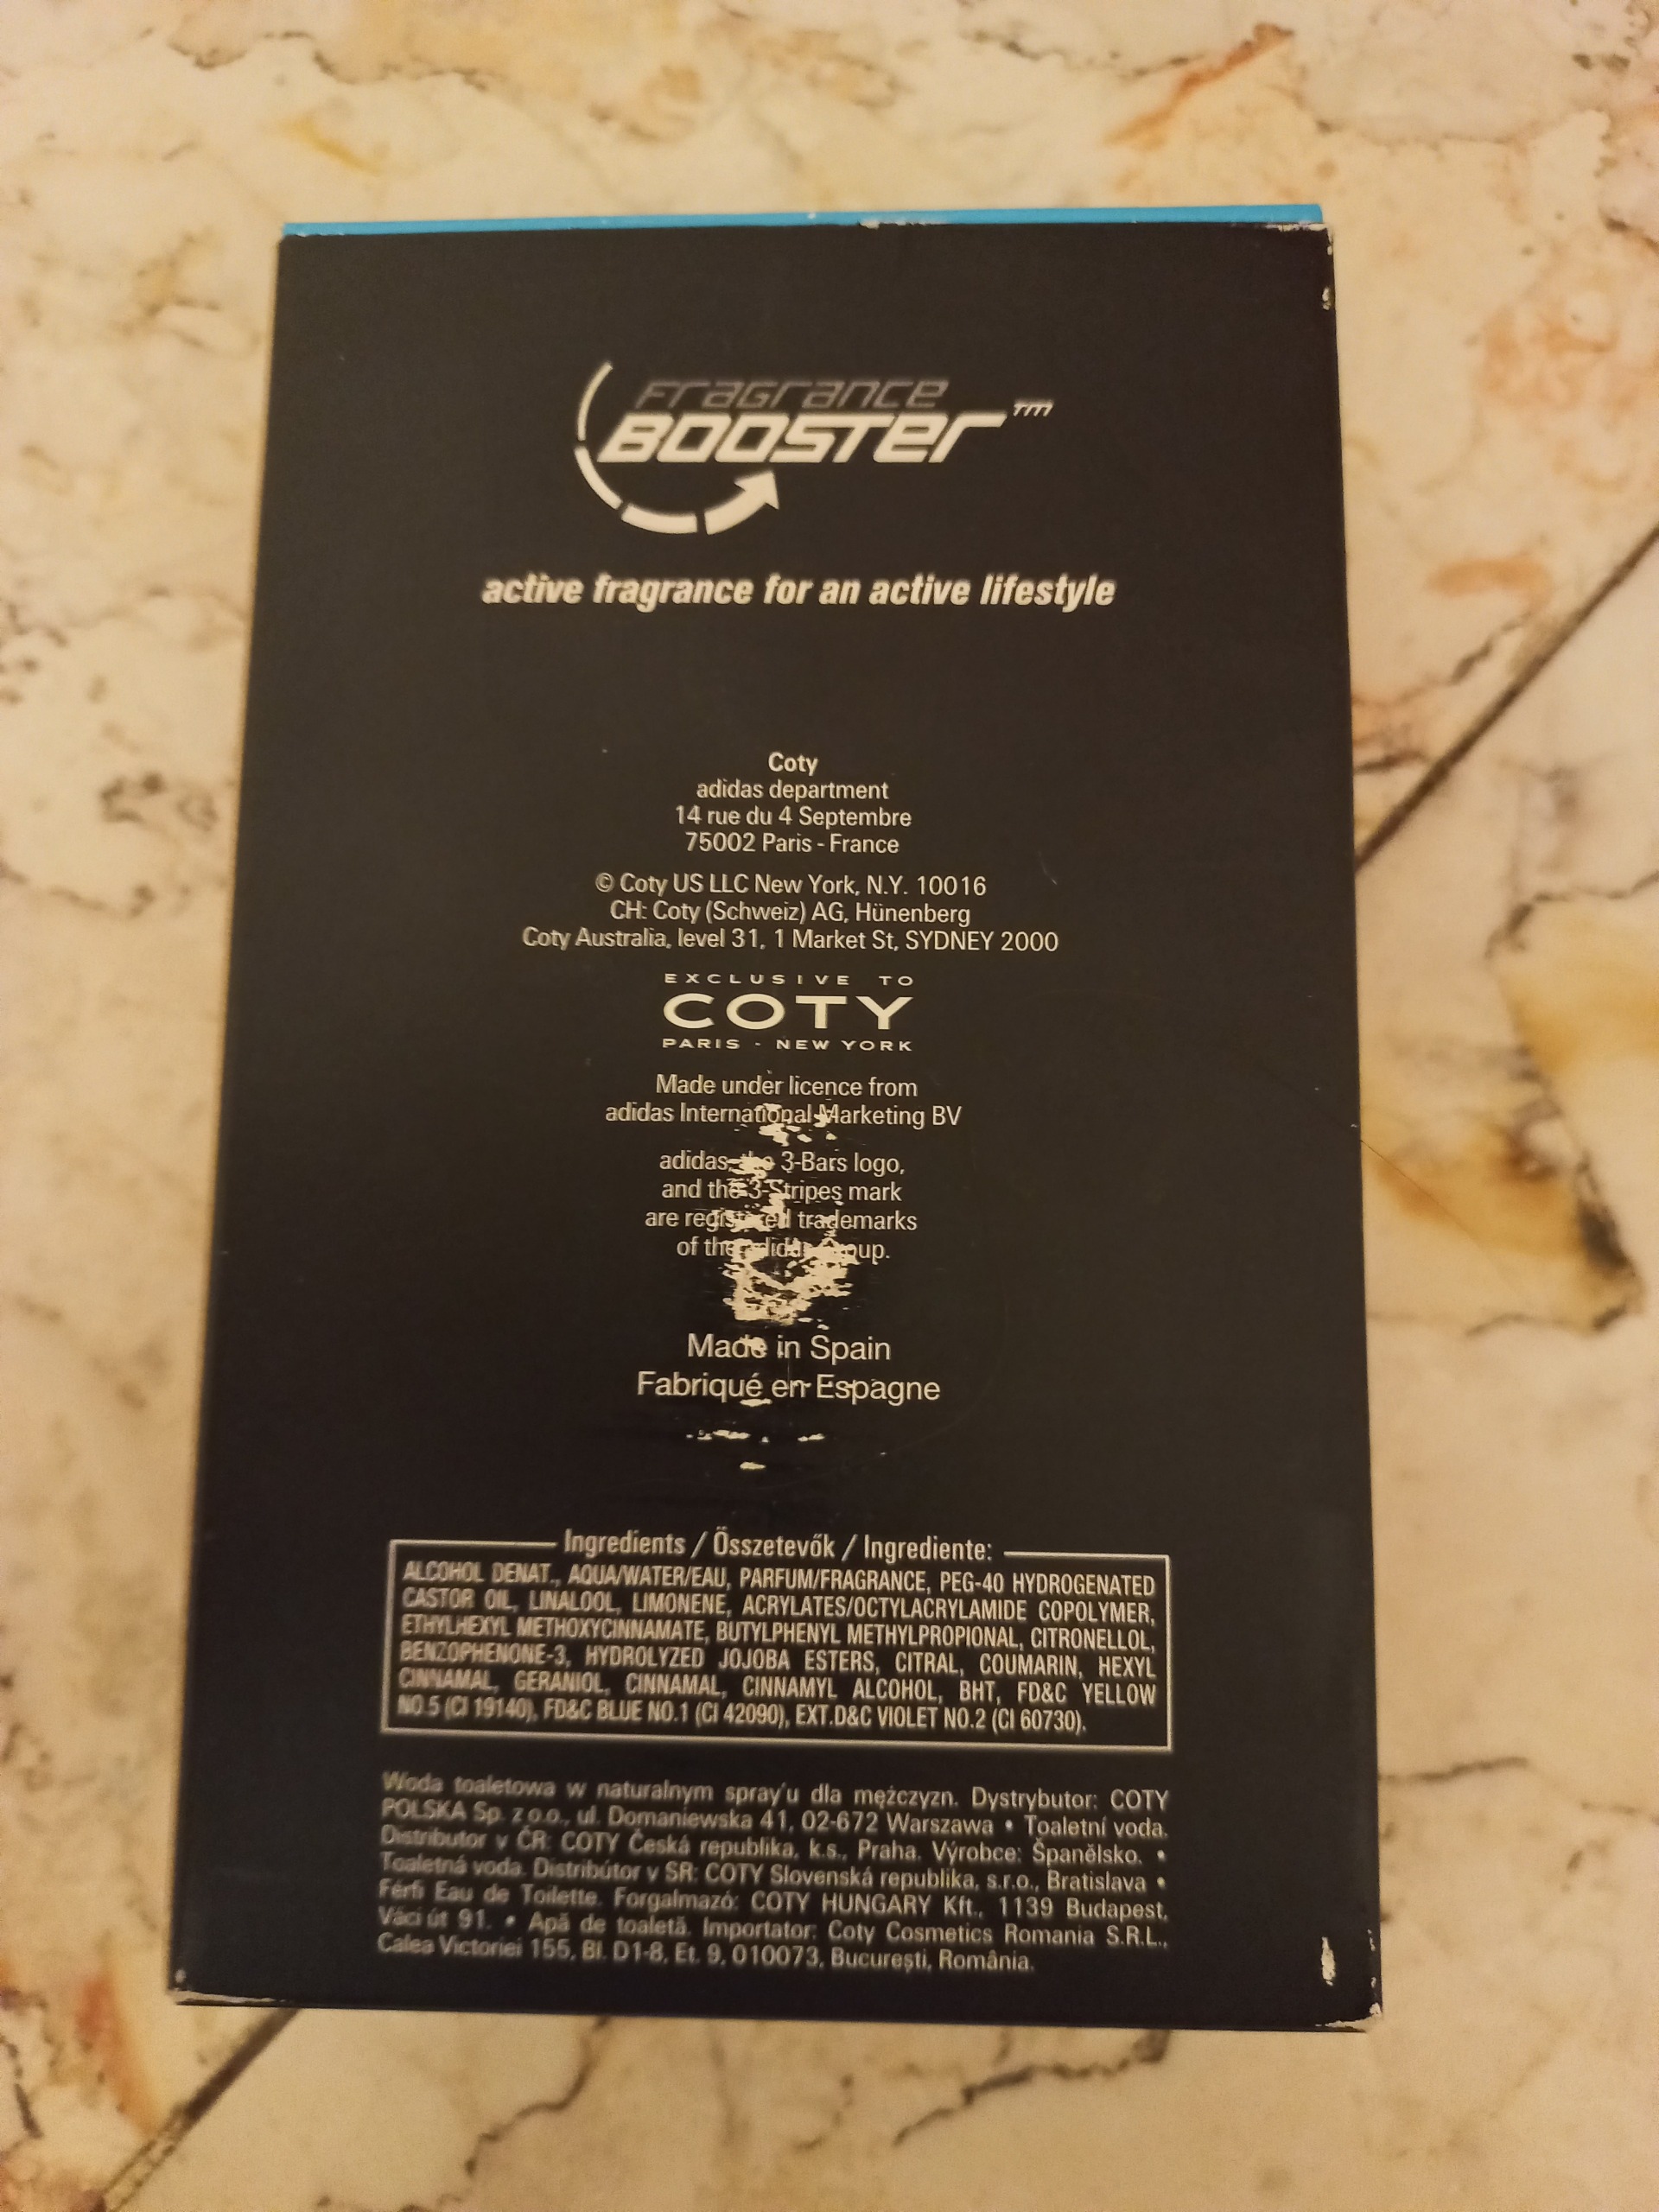 Fragrance
BOOSTER™
active fragrance for an active lifestyle
Coty
adidas department
14 rue du 4 Septembre
75002 Paris - France
© Coty US LLC New York, N.Y. 10016
CH: Coty (Schweiz) AG, Hünenberg
Coty Australia, level 31, 1 Market St, SYDNEY 2000
EXCLUSIVE TO
COTY
PARIS - NEW YORK
Made under licence from
adidas International Marketing BV
adidas, the 3-Bars logo,
and the 3-Stripes mark
are registered trademarks
of the adidas Group.
Made in Spain
Fabriqué en Espagne
Ingredients / Összetevők / Ingrediente:
ALCOHOL DENAT., AQUA/WATER/EAU, PARFUM/FRAGRANCE, PEG-40 HYDROGENATED
CASTOR OIL, LINALOOL, LIMONENE, ACRYLATES/OCTYLACRYLAMIDE COPOLYMER,
ETHYLHEXYL METHOXYCINNAMATE, BUTYLPHENYL METHYLPROPIONAL, CITRONELLOL,
BENZOPHENONE-3, HYDROLYZED JOJOBA ESTERS, CITRAL, COUMARIN, HEXYL
CINNAMAL, GERANIOL, CINNAMAL, CINNAMYL ALCOHOL, BHT, FD&C YELLOW
NO.5 (CI 19140), FD&C BLUE NO.1 (CI 42090), EXT.D&C VIOLET NO.2 (CI 60730).
Woda toaletowa w naturalnym spray'u dla mężczyzn. Dystrybutor: COTY
POLSKA Sp. z o.o., ul. Domaniewska 41, 02-672 Warszawa • Toaletní voda.
Distributor v ČR: COTY Česká republika, k.s., Praha. Výrobce: Španělsko. •
Toaletná voda. Distribútor v SR: COTY Slovenská republika, s.r.o., Bratislava •
Férfi Eau de Toilette. Forgalmazó: COTY HUNGARY Kft., 1139 Budapest,
Váci út 91. • Apă de toaletă. Importator: Coty Cosmetics Romania S.R.L.,
Calea Victoriei 155, Bl. D1-8, Et. 9, 010073, Bucureşti, România.